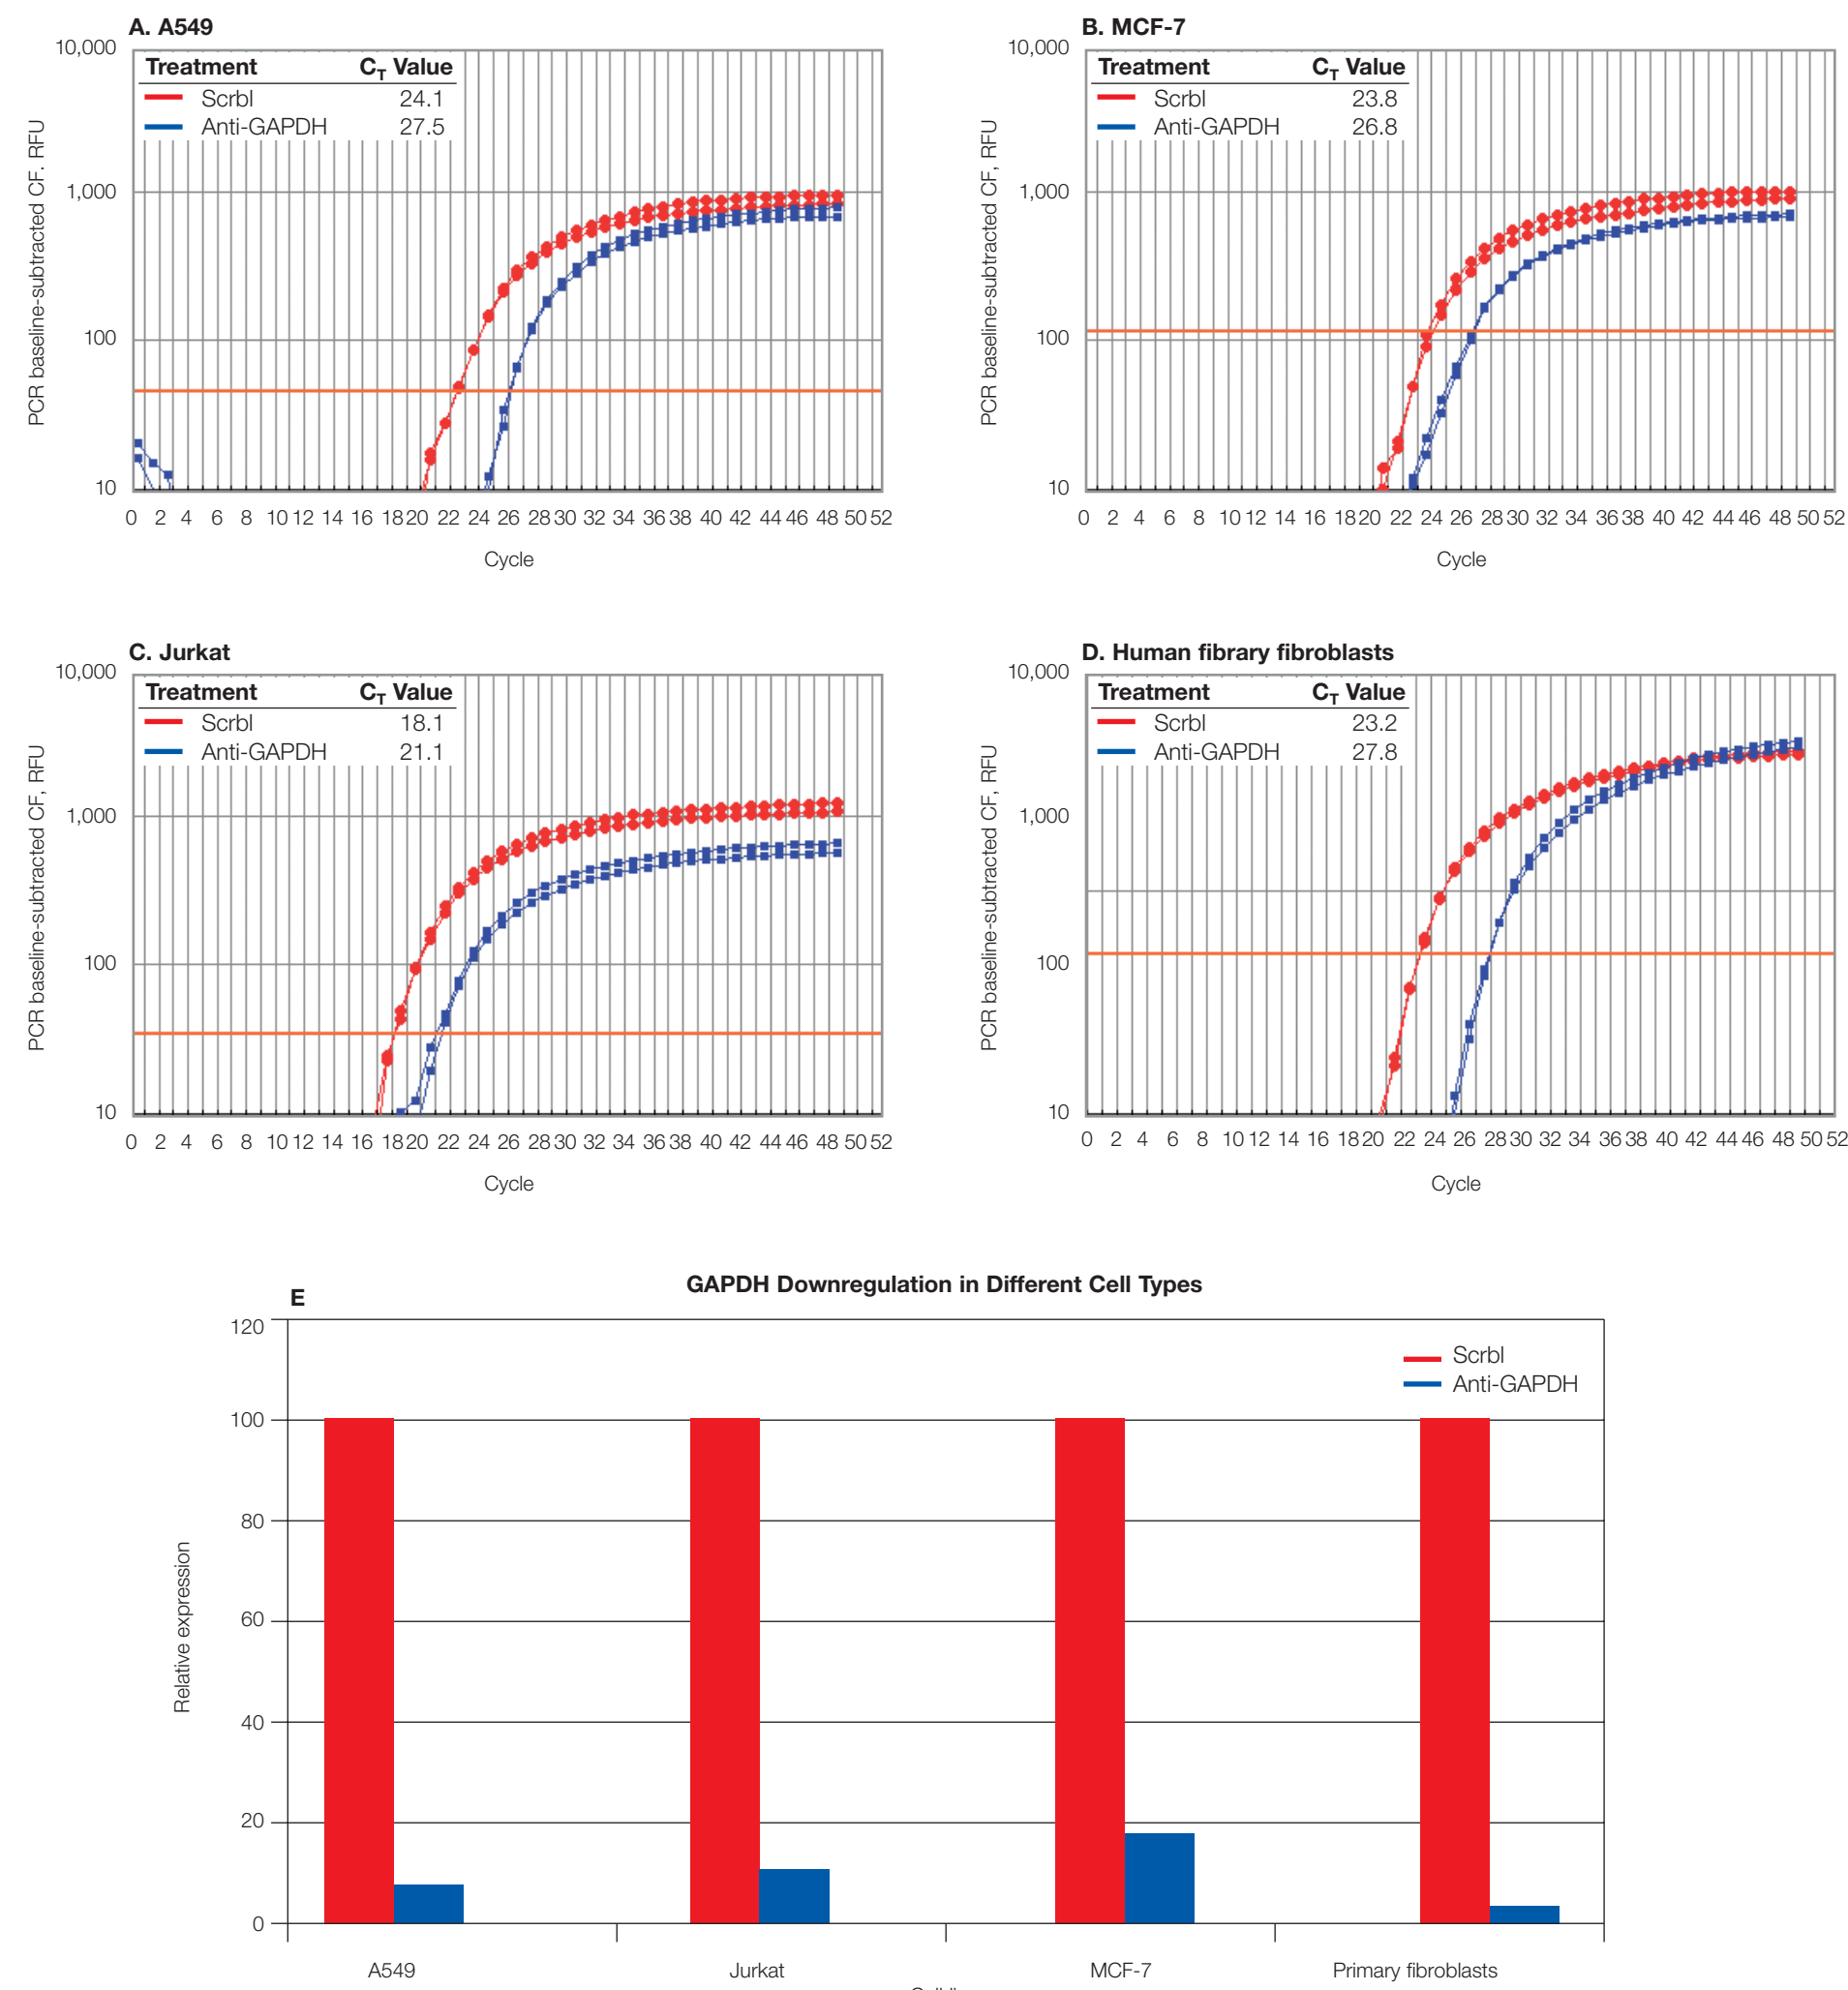 A. A549
Treatment C_T Value
Scrbl 24.1
Anti-GAPDH 27.5
PCR baseline-subtracted CF. RFU
10,000
1,000
100
10
0 2 4 6 8 10 12 14 16 18 20 22 24 26 28 30 32 34 36 38 40 42 44 46 48 50 52
Cycle
B. MCF-7
Treatment C_T Value
Scrbl 23.8
Anti-GAPDH 26.8
PCR baseline-subtracted CF, RFU
10,000
1,000
100
10
0 2 4 6 8 10 12 14 16 18 20 22 24 26 28 30 32 34 36 38 40 42 44 46 48 50 52
Cycle
C. Jurkat
Treatment C_T Value
Scrbl 18.1
Anti-GAPDH 21.1
PCR baseline-subtracted CF, RFU
10,000
1,000
100
10
0 2 4 6 8 10 12 14 16 18 20 22 24 26 28 30 32 34 36 38 40 42 44 46 48 50 52
Cycle
D. Human fibrary fibroblasts
Treatment C_T Value
Scrbl 23.2
Anti-GAPDH 27.8
PCR baseline-subtracted CF, RFU
10,000
1,000
100
10
0 2 4 6 8 10 12 14 16 18 20 22 24 26 28 30 32 34 36 38 40 42 44 46 48 50 52
Cycle
GAPDH Downregulation in Different Cell Types
E
Scrbl
Anti-GAPDH
Relative expression
120
100
80
60
40
20
0
A549 Jurkat MCF-7 Primary fibroblasts